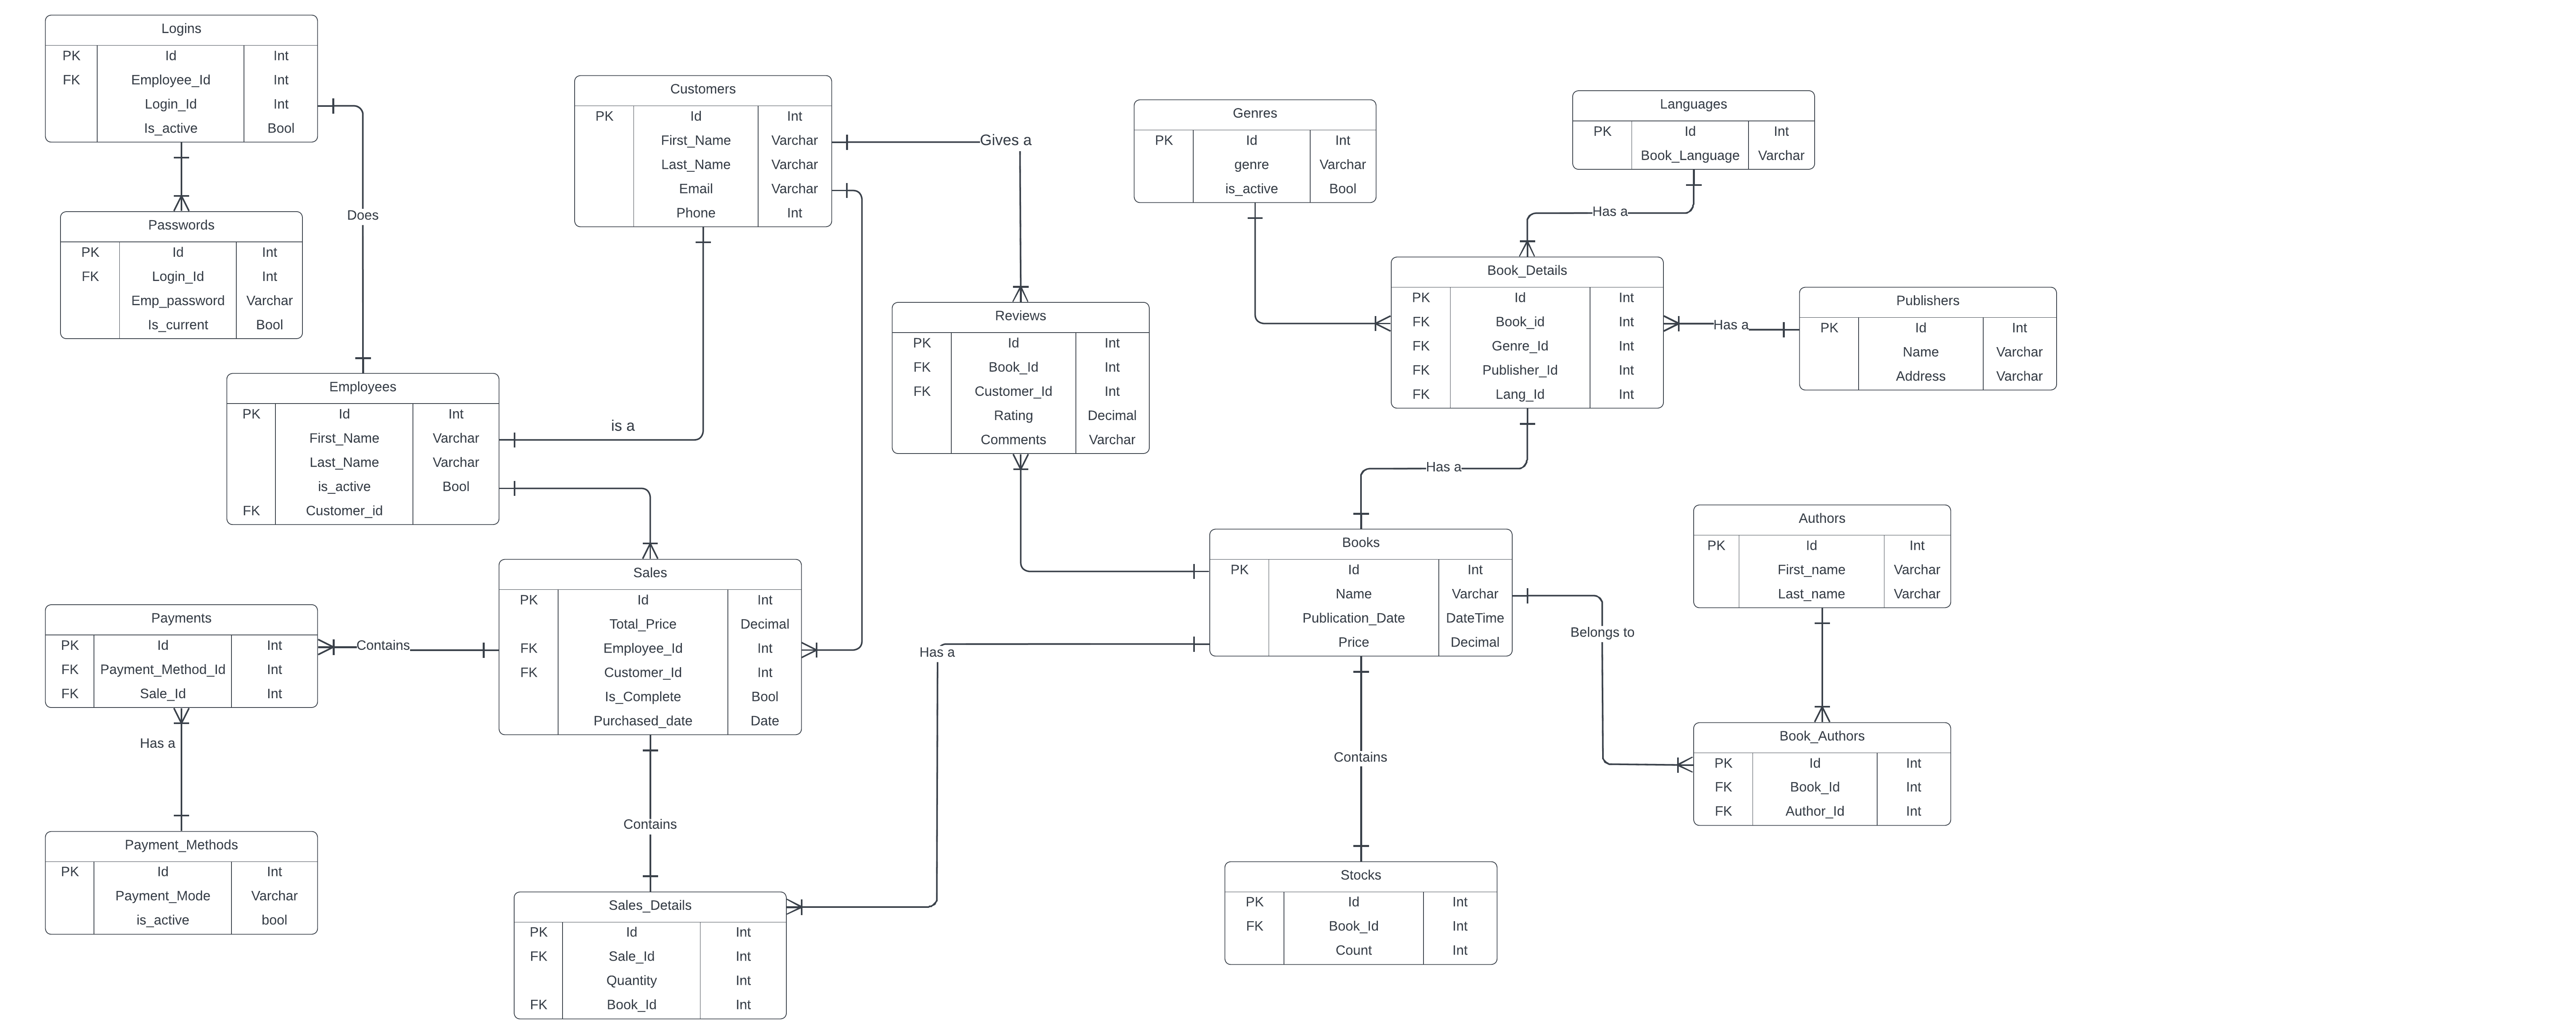 Logins
PK Id Int
FK Employee_Id Int
Login_Id Int
Is_active Bool
Does
Passwords
PK Id Int
FK Login_Id Int
Emp_password Varchar
Is_current Bool
Customers
PK Id Int
First_Name Varchar
Last_Name Varchar
Email Varchar
Phone Int
Gives a
is a
Employees
PK Id Int
First_Name Varchar
Last_Name Varchar
is_active Bool
FK Customer_id
Reviews
PK Id Int
FK Book_Id Int
FK Customer_Id Int
Rating Decimal
Comments Varchar
Genres
PK Id Int
genre Varchar
is_active Bool
Languages
PK Id Int
Book_Language Varchar
Has a
Book_Details
PK Id Int
FK Book_id Int
FK Genre_Id Int
FK Publisher_Id Int
FK Lang_Id Int
Has a
Publishers
PK Id Int
Name Varchar
Address Varchar
Has a
Sales
PK Id Int
Total_Price Decimal
FK Employee_Id Int
FK Customer_Id Int
Is_Complete Bool
Purchased_date Date
Payments
PK Id Int
FK Payment_Method_Id Int
FK Sale_Id Int
Contains
Has a
Payment_Methods
PK Id Int
Payment_Mode Varchar
is_active bool
Contains
Sales_Details
PK Id Int
FK Sale_Id Int
Quantity Int
FK Book_Id Int
Has a
Books
PK Id Int
Name Varchar
Publication_Date DateTime
Price Decimal
Belongs to
Authors
PK Id Int
First_name Varchar
Last_name Varchar
Book_Authors
PK Id Int
FK Book_Id Int
FK Author_Id Int
Contains
Stocks
PK Id Int
FK Book_Id Int
Count Int